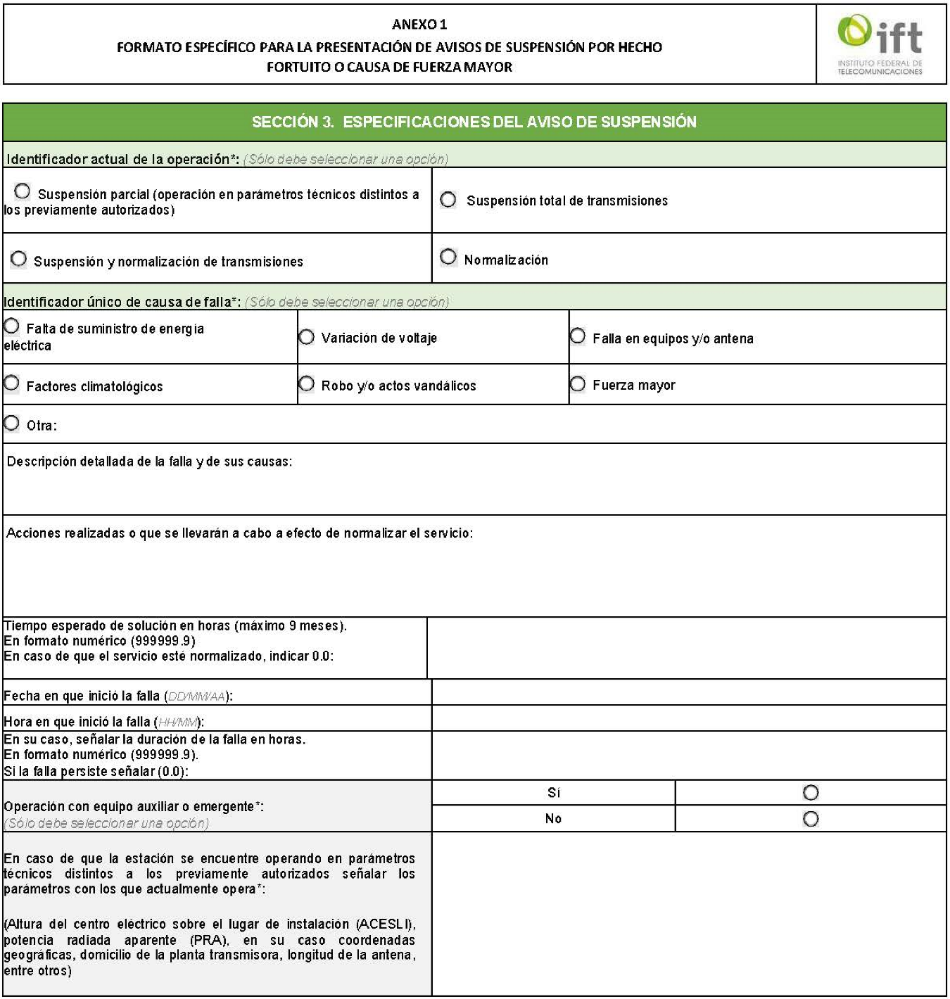 ANEXO 1
FORMATO ESPECÍFICO PARA LA PRESENTACIÓN DE AVISOS DE SUSPENSIÓN POR HECHO
FORTUITO O CAUSA DE FUERZA MAYOR
ift
INSTITUTO FEDERAL DE
TELECOMUNICACIONES
SECCIÓN 3. ESPECIFICACIONES DEL AVISO DE SUSPENSIÓN
Identificador actual de la operación*: (Sólo debe seleccionar una opción)
Suspensión parcial (operación en parámetros técnicos distintos a
los previamente autorizados)
Suspensión total de transmisiones
Suspensión y normalización de transmisiones
Normalización
Identificador único de causa de falla*: (Sólo debe seleccionar una opción)
Falta de suministro de energía
eléctrica
Variación de voltaje
Falla en equipos y/o antena
Factores climatológicos
Robo y/o actos vandálicos
Fuerza mayor
Otra:
Descripción detallada de la falla y de sus causas:
Acciones realizadas o que se llevarán a cabo a efecto de normalizar el servicio:
Tiempo esperado de solución en horas (máximo 9 meses).
En formato numérico (999999.9)
En caso de que el servicio esté normalizado, indicar 0.0:
Fecha en que inició la falla (DD/MM/AA):
Hora en que inició la falla (HH/MM):
En su caso, señalar la duración de la falla en horas.
En formato numérico (999999.9).
Si la falla persiste señalar (0.0):
Operación con equipo auxiliar o emergente*:
(Sólo debe seleccionar una opción)
Sí
No
En caso de que la estación se encuentre operando en parámetros
técnicos distintos a los previamente autorizados señalar los
parámetros con los que actualmente opera*:
(Altura del centro eléctrico sobre el lugar de instalación (ACESLI),
potencia radiada aparente (PRA), en su caso coordenadas
geográficas, domicilio de la planta transmisora, longitud de la antena,
entre otros)